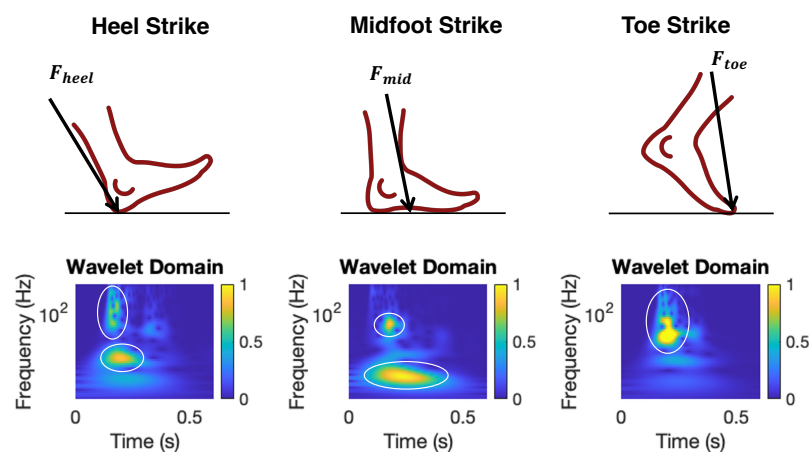 Heel Strike
Midfoot Strike
Toe Strike
F_heel
F_mid
F_toe
Wavelet Domain
Frequency (Hz)
10^2
1
0.5
0
0
0.5
Time (s)
Wavelet Domain
Frequency (Hz)
10^2
1
0.5
0
0
0.5
Time (s)
Wavelet Domain
Frequency (Hz)
10^2
1
0.5
0
0
0.5
Time (s)